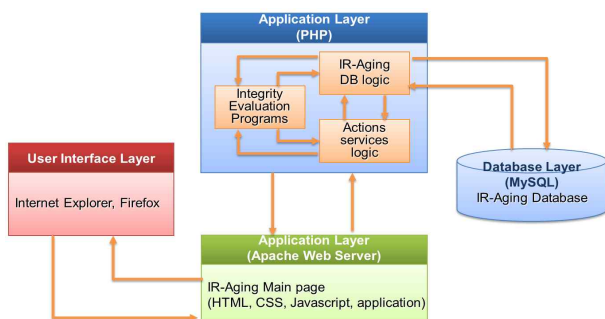 Application Layer
(PHP)
IR-Aging
DB logic
Integrity
Evaluation
Programs
Actions
services
logic
User Interface Layer
Internet Explorer, Firefox
Database Layer
(MySQL)
IR-Aging Database
Application Layer
(Apache Web Server)
IR-Aging Main page
(HTML, CSS, Javascript, application)